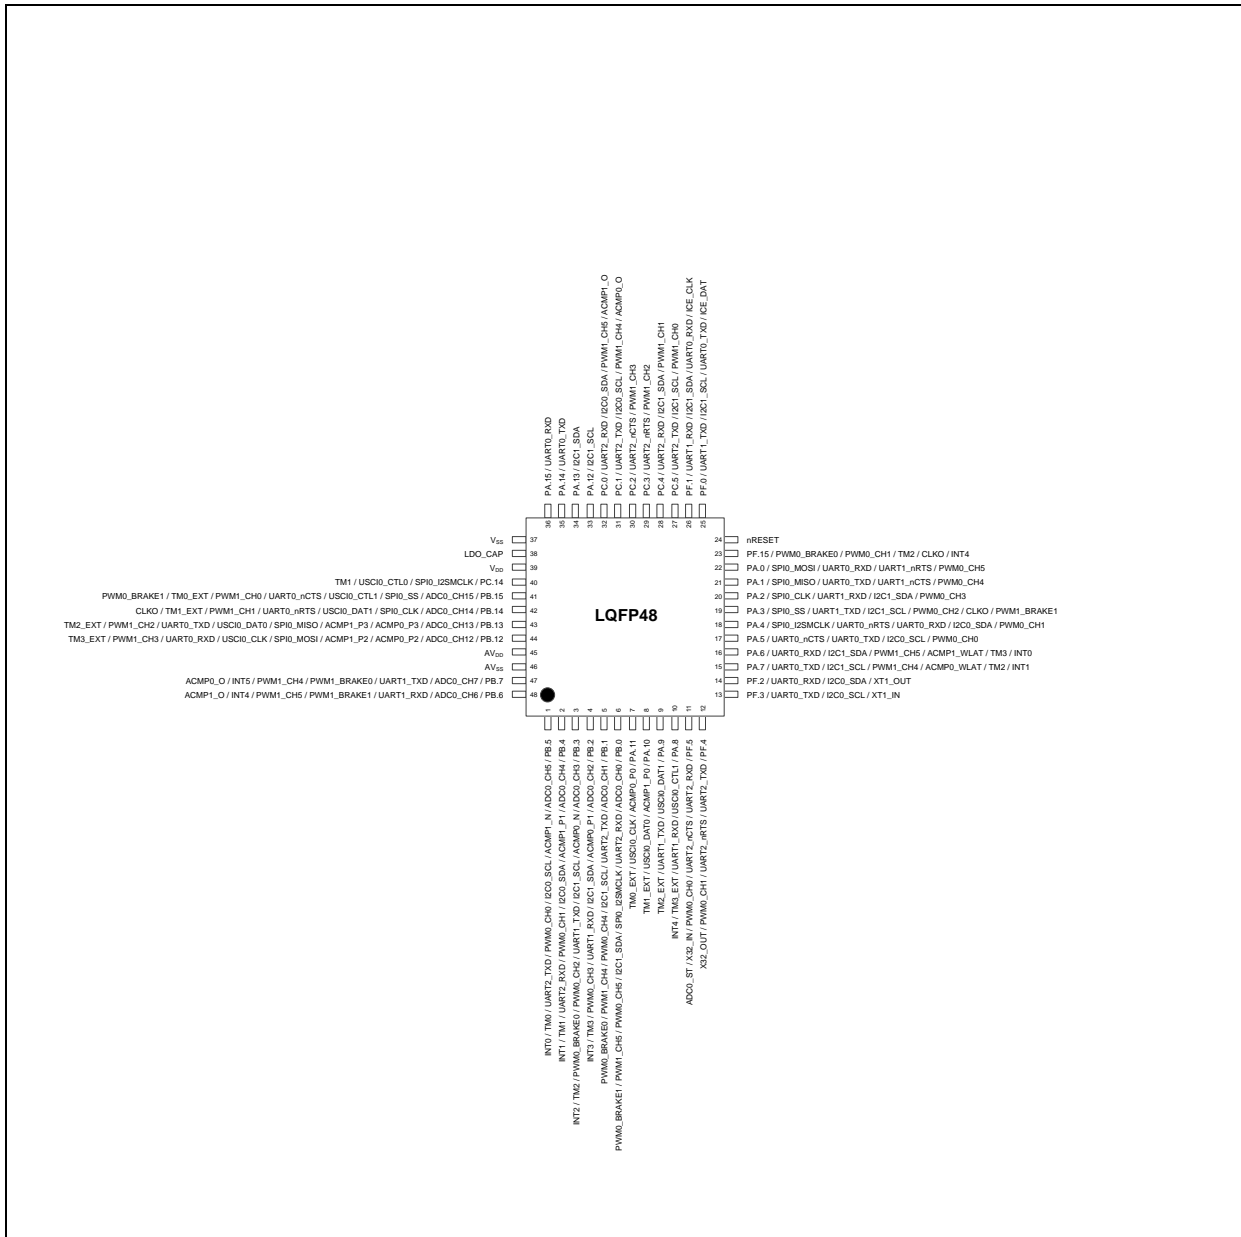 PA.15 / UART0_RXD
PA.14 / UART0_TXD
PA.13 / I2C1_SDA
PA.12 / I2C1_SCL
PC.0 / UART2_RXD / I2C0_SDA / PWM1_CH5 / ACMP1_O
PC.1 / UART2_TXD / I2C0_SCL / PWM1_CH4 / ACMP0_O
PC.2 / UART2_nCTS / PWM1_CH3
PC.3 / UART2_nRTS / PWM1_CH2
PC.4 / UART2_RXD / I2C1_SDA / PWM1_CH1
PC.5 / UART2_TXD / I2C1_SCL / PWM1_CH0
PF.1 / UART1_RXD / I2C1_SDA / UART0_RXD / ICE_CLK
PF.0 / UART1_TXD / I2C1_SCL / UART0_TXD / ICE_DAT
36
35
34
33
32
31
30
29
28
27
26
25
VSS 37
LDO_CAP 38
VDD 39
TM1 / USCI0_CTL0 / SPI0_I2SMCLK / PC.14 40
PWM0_BRAKE1 / TM0_EXT / PWM1_CH0 / UART0_nCTS / USCI0_CTL1 / SPI0_SS / ADC0_CH15 / PB.15 41
CLKO / TM1_EXT / PWM1_CH1 / UART0_nRTS / USCI0_DAT1 / SPI0_CLK / ADC0_CH14 / PB.14 42
TM2_EXT / PWM1_CH2 / UART0_TXD / USCI0_DAT0 / SPI0_MISO / ACMP1_P3 / ACMP0_P3 / ADC0_CH13 / PB.13 43
TM3_EXT / PWM1_CH3 / UART0_RXD / USCI0_CLK / SPI0_MOSI / ACMP1_P2 / ACMP0_P2 / ADC0_CH12 / PB.12 44
AVDD 45
AVSS 46
ACMP0_O / INT5 / PWM1_CH4 / PWM1_BRAKE0 / UART1_TXD / ADC0_CH7 / PB.7 47
ACMP1_O / INT4 / PWM1_CH5 / PWM1_BRAKE1 / UART1_RXD / ADC0_CH6 / PB.6 48
LQFP48
24 nRESET
23 PF.15 / PWM0_BRAKE0 / PWM0_CH1 / TM2 / CLKO / INT4
22 PA.0 / SPI0_MOSI / UART0_RXD / UART1_nRTS / PWM0_CH5
21 PA.1 / SPI0_MISO / UART0_TXD / UART1_nCTS / PWM0_CH4
20 PA.2 / SPI0_CLK / UART1_RXD / I2C1_SDA / PWM0_CH3
19 PA.3 / SPI0_SS / UART1_TXD / I2C1_SCL / PWM0_CH2 / CLKO / PWM1_BRAKE1
18 PA.4 / SPI0_I2SMCLK / UART0_nRTS / UART0_RXD / I2C0_SDA / PWM0_CH1
17 PA.5 / UART0_nCTS / UART0_TXD / I2C0_SCL / PWM0_CH0
16 PA.6 / UART0_RXD / I2C1_SDA / PWM1_CH5 / ACMP1_WLAT / TM3 / INT0
15 PA.7 / UART0_TXD / I2C1_SCL / PWM1_CH4 / ACMP0_WLAT / TM2 / INT1
14 PF.2 / UART0_RXD / I2C0_SDA / XT1_OUT
13 PF.3 / UART0_TXD / I2C0_SCL / XT1_IN
1
2
3
4
5
6
7
8
9
10
11
12
INT0 / TM0 / UART2_TXD / PWM0_CH0 / I2C0_SCL / ACMP1_N / ADC0_CH5 / PB.5
INT1 / TM1 / UART2_RXD / PWM0_CH1 / I2C0_SDA / ACMP1_P1 / ADC0_CH4 / PB.4
INT2 / TM2 / PWM0_BRAKE0 / PWM0_CH2 / UART1_TXD / I2C1_SCL / ACMP0_N / ADC0_CH3 / PB.3
INT3 / TM3 / PWM0_CH3 / UART1_RXD / I2C1_SDA / ACMP0_P1 / ADC0_CH2 / PB.2
PWM0_BRAKE0 / PWM1_CH4 / PWM0_CH4 / I2C1_SCL / UART2_TXD / ADC0_CH1 / PB.1
PWM0_BRAKE1 / PWM1_CH5 / PWM0_CH5 / I2C1_SDA / SPI0_I2SMCLK / UART2_RXD / ADC0_CH0 / PB.0
TM0_EXT / USCI0_CLK / ACMP0_P0 / PA.11
TM1_EXT / USCI0_DAT0 / ACMP1_P0 / PA.10
TM2_EXT / UART1_TXD / USCI0_DAT1 / PA.9
INT4 / TM3_EXT / UART1_RXD / USCI0_CTL1 / PA.8
ADC0_ST / X32_IN / PWM0_CH0 / UART2_nCTS / UART2_RXD / PF.5
X32_OUT / PWM0_CH1 / UART2_nRTS / UART2_TXD / PF.4